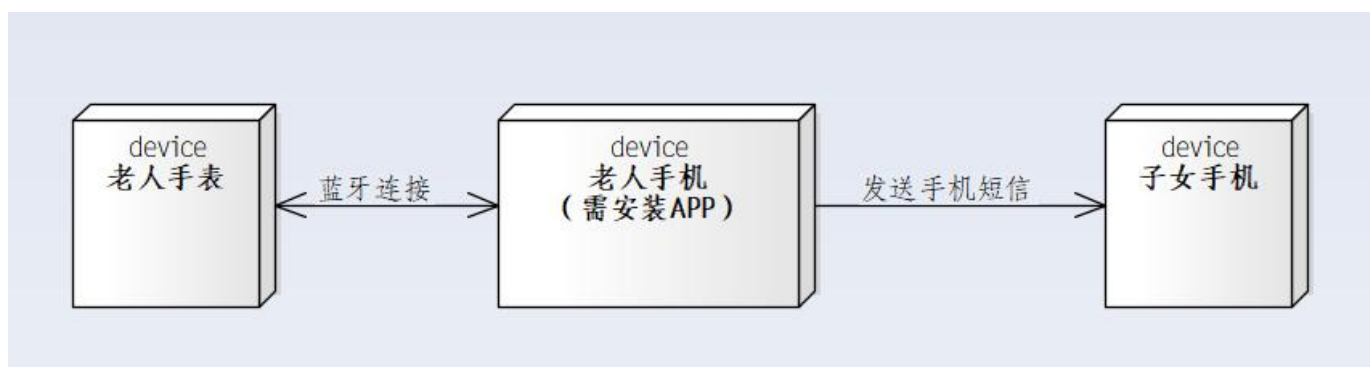 device
老人手表
蓝牙连接
device
老人手机
(需安装APP)
发送手机短信
device
子女手机